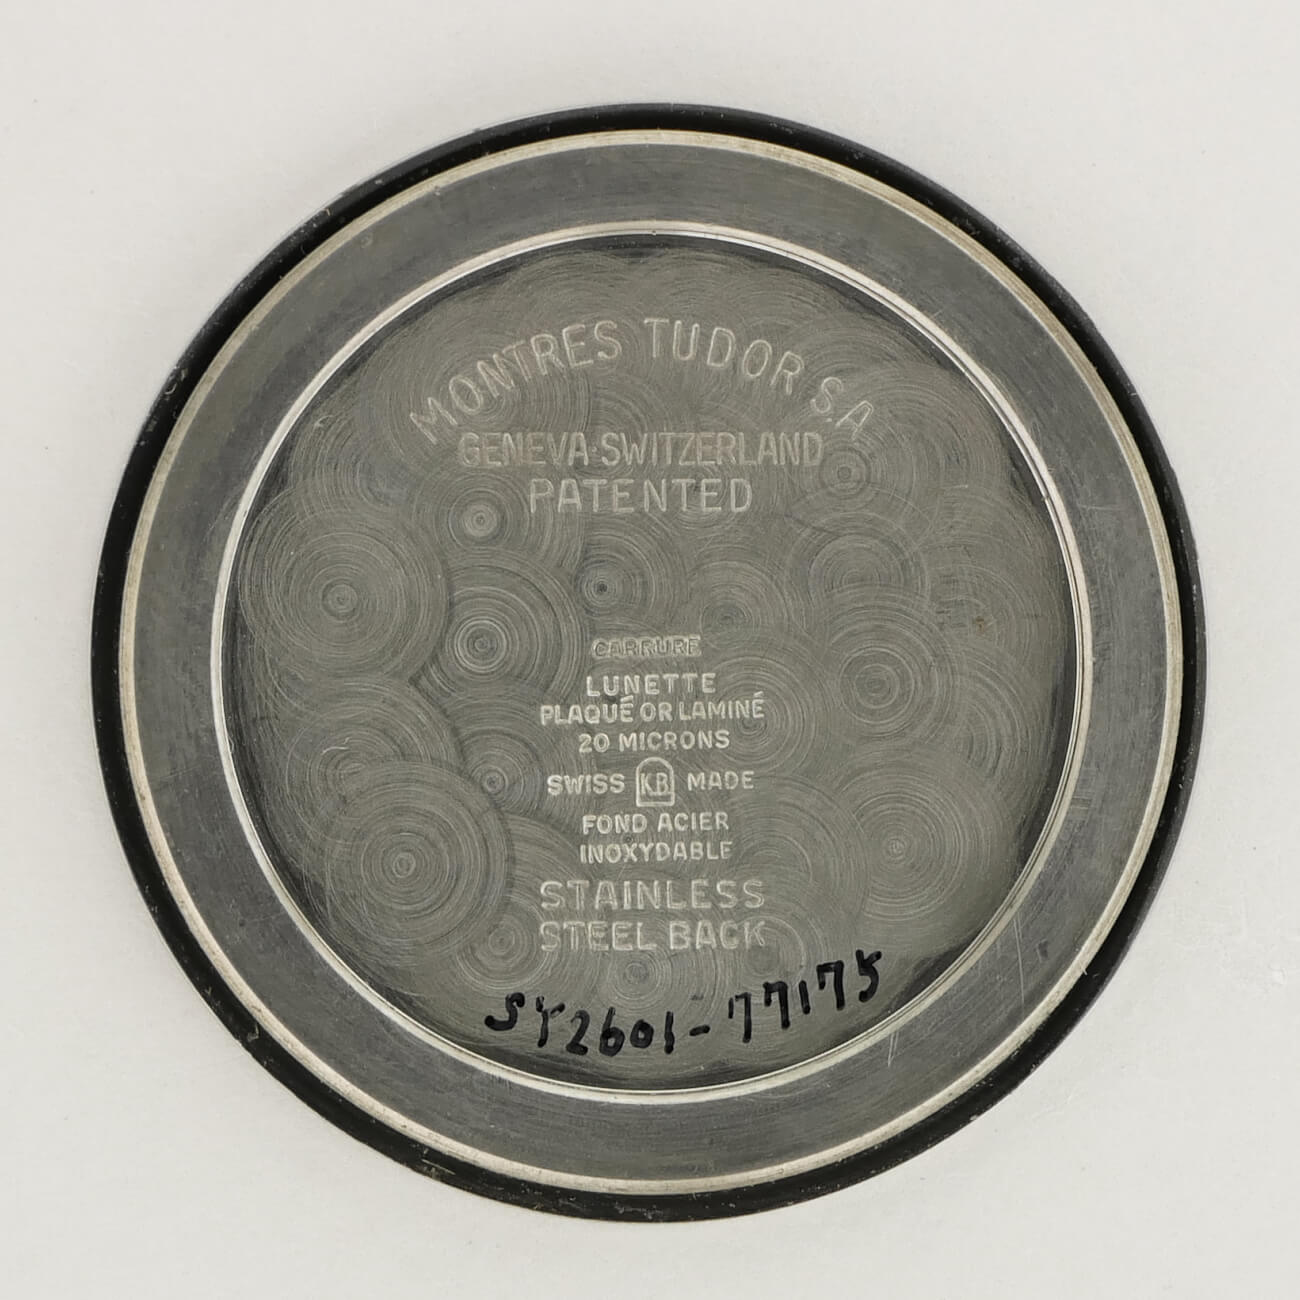 MONTRES TUDOR S.A
GENEVA·SWITZERLAND
PATENTED
CARRURE
LUNETTE
PLAQUÉ OR LAMINÉ
20 MICRONS
SWISS KB MADE
FOND ACIER
INOXYDABLE
STAINLESS
STEEL BACK
SY2601-77175